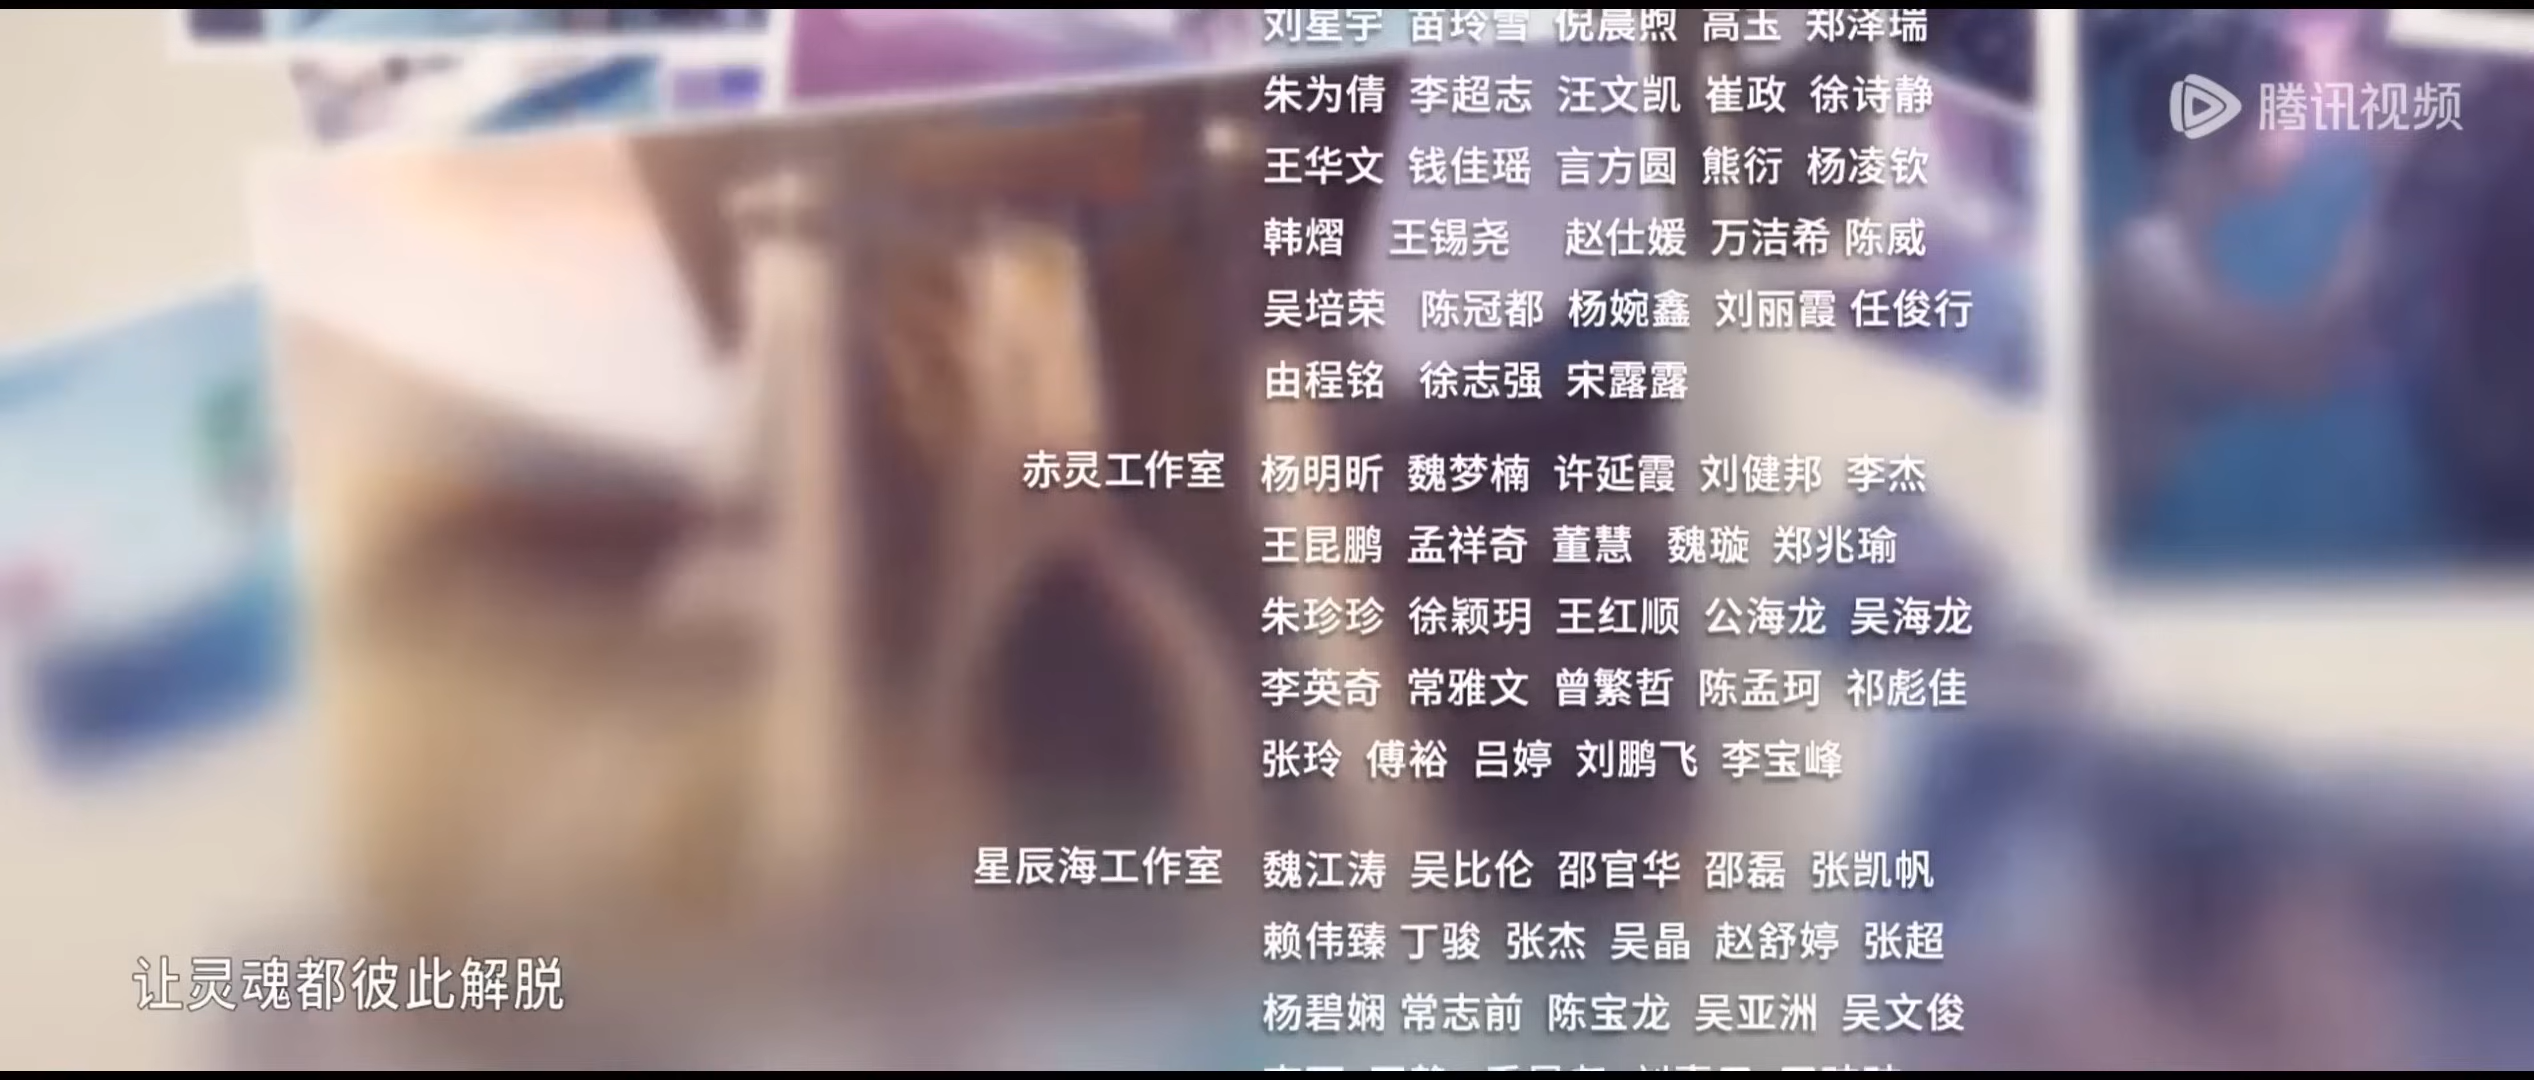 刘星宇 苗玲雪 倪晨煦 高玉 郑泽瑞
腾讯视频
朱为倩 李超志 汪文凯 崔政 徐诗静
王华文 钱佳瑶 言方圆 熊衍 杨凌钦
韩熠 王锡尧 赵仕媛 万洁希 陈威
吴培荣 陈冠都 杨婉鑫 刘丽霞 任俊行
由程铭 徐志强 宋露露
赤灵工作室 杨明昕 魏梦楠 许延霞 刘健邦 李杰
王昆鹏 孟祥奇 董慧 魏璇 郑兆瑜
朱珍珍 徐颖玥 王红顺 公海龙 吴海龙
李英奇 常雅文 曾繁哲 陈孟珂 祁彪佳
张玲 傅裕 吕婷 刘鹏飞 李宝峰
星辰海工作室 魏江涛 吴比伦 邵官华 邵磊 张凯帆
赖伟臻 丁骏 张杰 吴晶 赵舒婷 张超
杨碧娴 常志前 陈宝龙 吴亚洲 吴文俊
让灵魂都彼此解脱